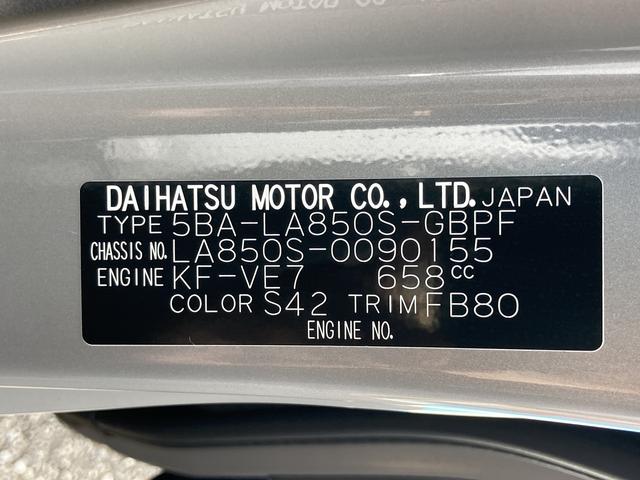 DAIHATSU MOTOR CO., LTD. JAPAN
TYPE 5BA-LA850S-GBPF
CHASSIS NO. LA850S-0090155
ENGINE KF-VE7 658cc
COLOR S42 TRIM FB80
ENGINE NO.